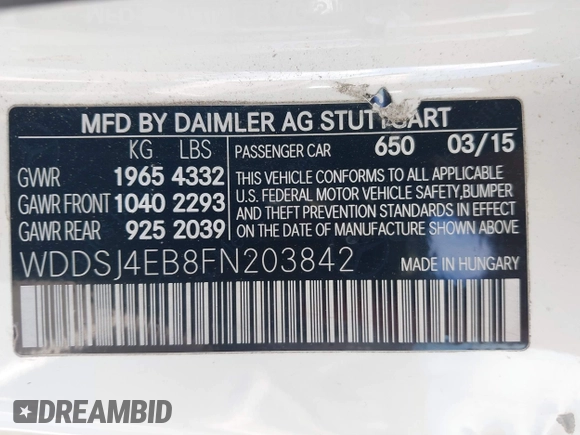 MFD BY DAIMLER AG STUTTGART
KG LBS PASSENGER CAR 650 03/15
GVWR 1965 4332 THIS VEHICLE CONFORMS TO ALL APPLICABLE
GAWR FRONT 1040 2293 U.S. FEDERAL MOTOR VEHICLE SAFETY, BUMPER
GAWR REAR 925 2039 AND THEFT PREVENTION STANDARDS IN EFFECT
ON THE DATE OF MANUFACTURE SHOWN ABOVE
WDDSJ4EB8FN203842 MADE IN HUNGARY
DREAMBID